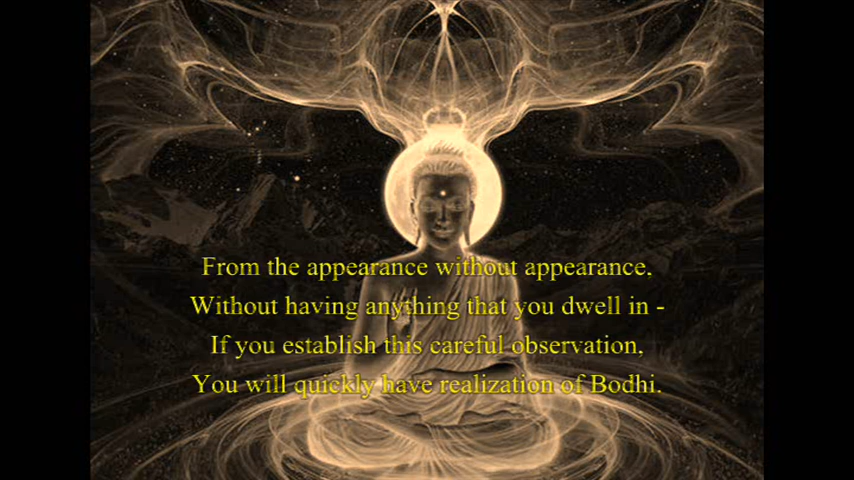 From the appearance without appearance,
Without having anything that you dwell in -
If you establish this careful observation,
You will quickly have realization of Bodhi.